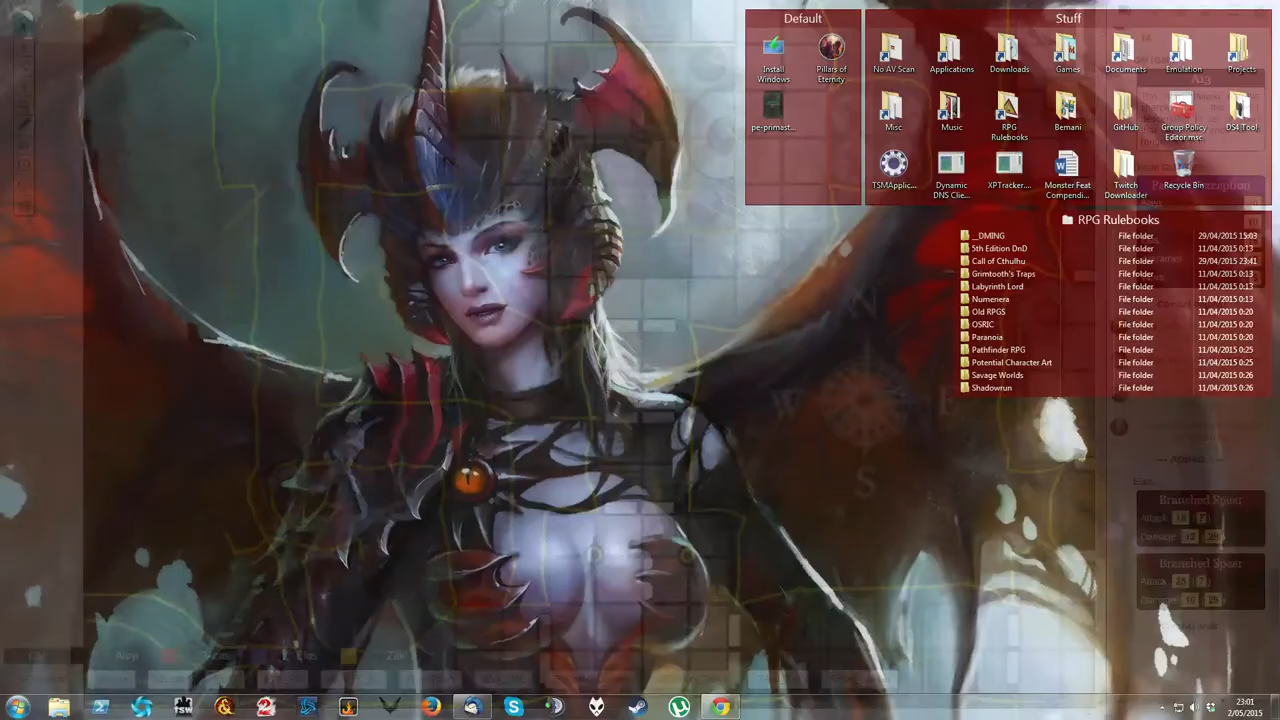 Default
Install Windows
Pillars of Eternity
pe-prnmast...
Stuff
No AV Scan
Applications
Downloads
Games
Documents
Emulation
Projects
Misc
Music
RPG Rulebooks
Bemani
GitHub
Group Policy Editor.msc
DS4 Tool
TSMApplic...
Dynamic DNS Clie...
XPTracker....
Monster Feat Compendi...
Twitch Downloader
Recycle Bin
RPG Rulebooks
__DMING File folder 29/04/2015 15:03
5th Edition DnD File folder 11/04/2015 0:13
Call of Cthulhu File folder 29/04/2015 23:41
Grimtooth's Traps File folder 11/04/2015 0:13
Labyrinth Lord File folder 11/04/2015 0:13
Numenera File folder 11/04/2015 0:13
Old RPGS File folder 11/04/2015 0:20
OSRIC File folder 11/04/2015 0:20
Paranoia File folder 11/04/2015 0:20
Pathfinder RPG File folder 11/04/2015 0:25
Potential Character Art File folder 11/04/2015 0:25
Savage Worlds File folder 11/04/2015 0:26
Shadowrun File folder 11/04/2015 0:26
W
E
S
Branched Spear
Attack
Damage
Branched Spear
Attack
Damage
TSW
23:01
2/05/2015